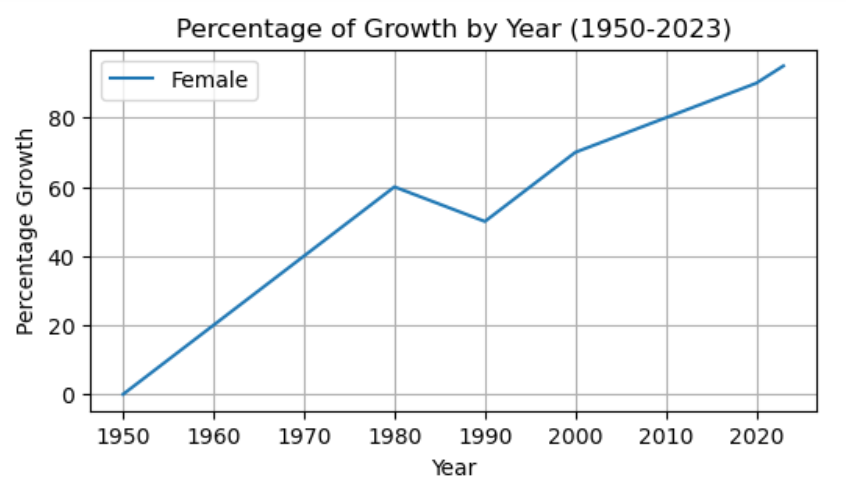 Percentage of Growth by Year (1950-2023)
Female
Percentage Growth
80
60
40
20
0
1950 1960 1970 1980 1990 2000 2010 2020
Year